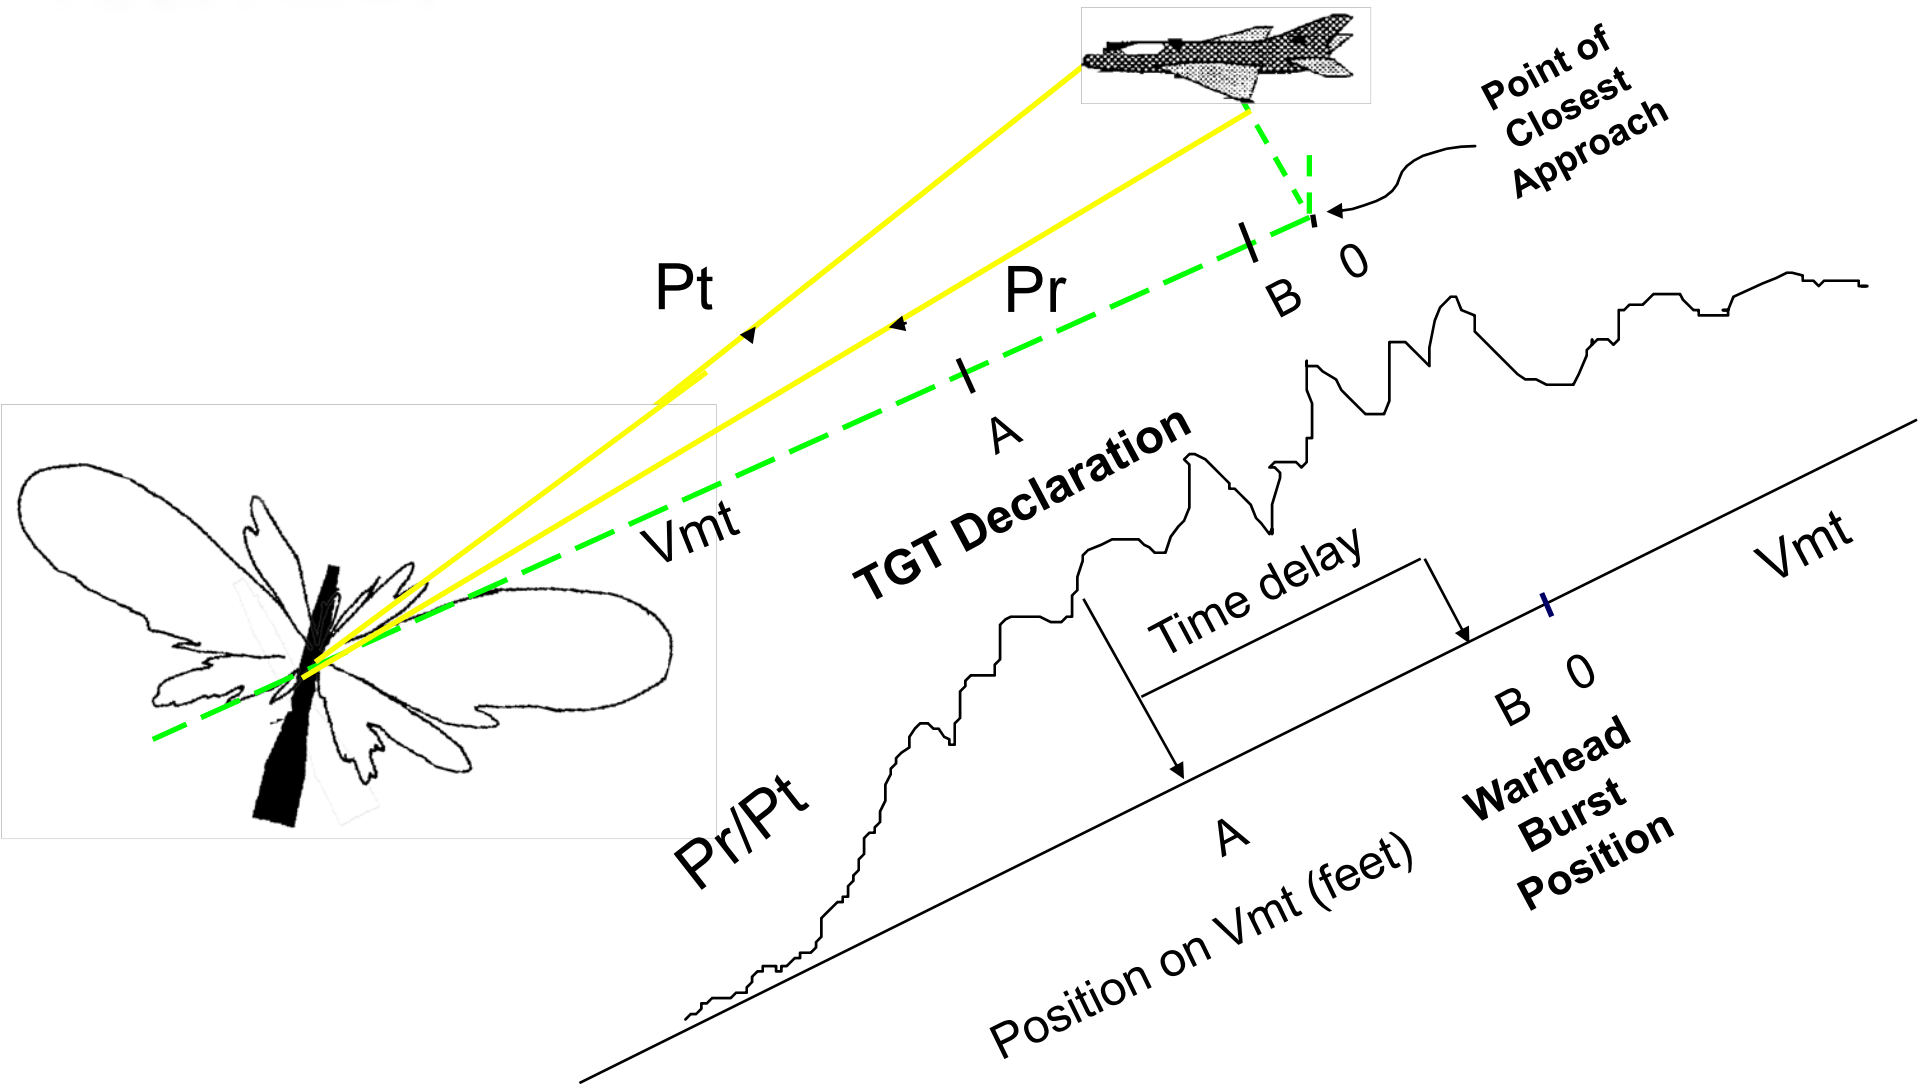 Point of
Closest
Approach
Pt
Pr
B
0
A
Vmt
TGT Declaration
Time delay
Vmt
Pr/Pt
A
B
0
Warhead
Burst
Position
Position on Vmt (feet)